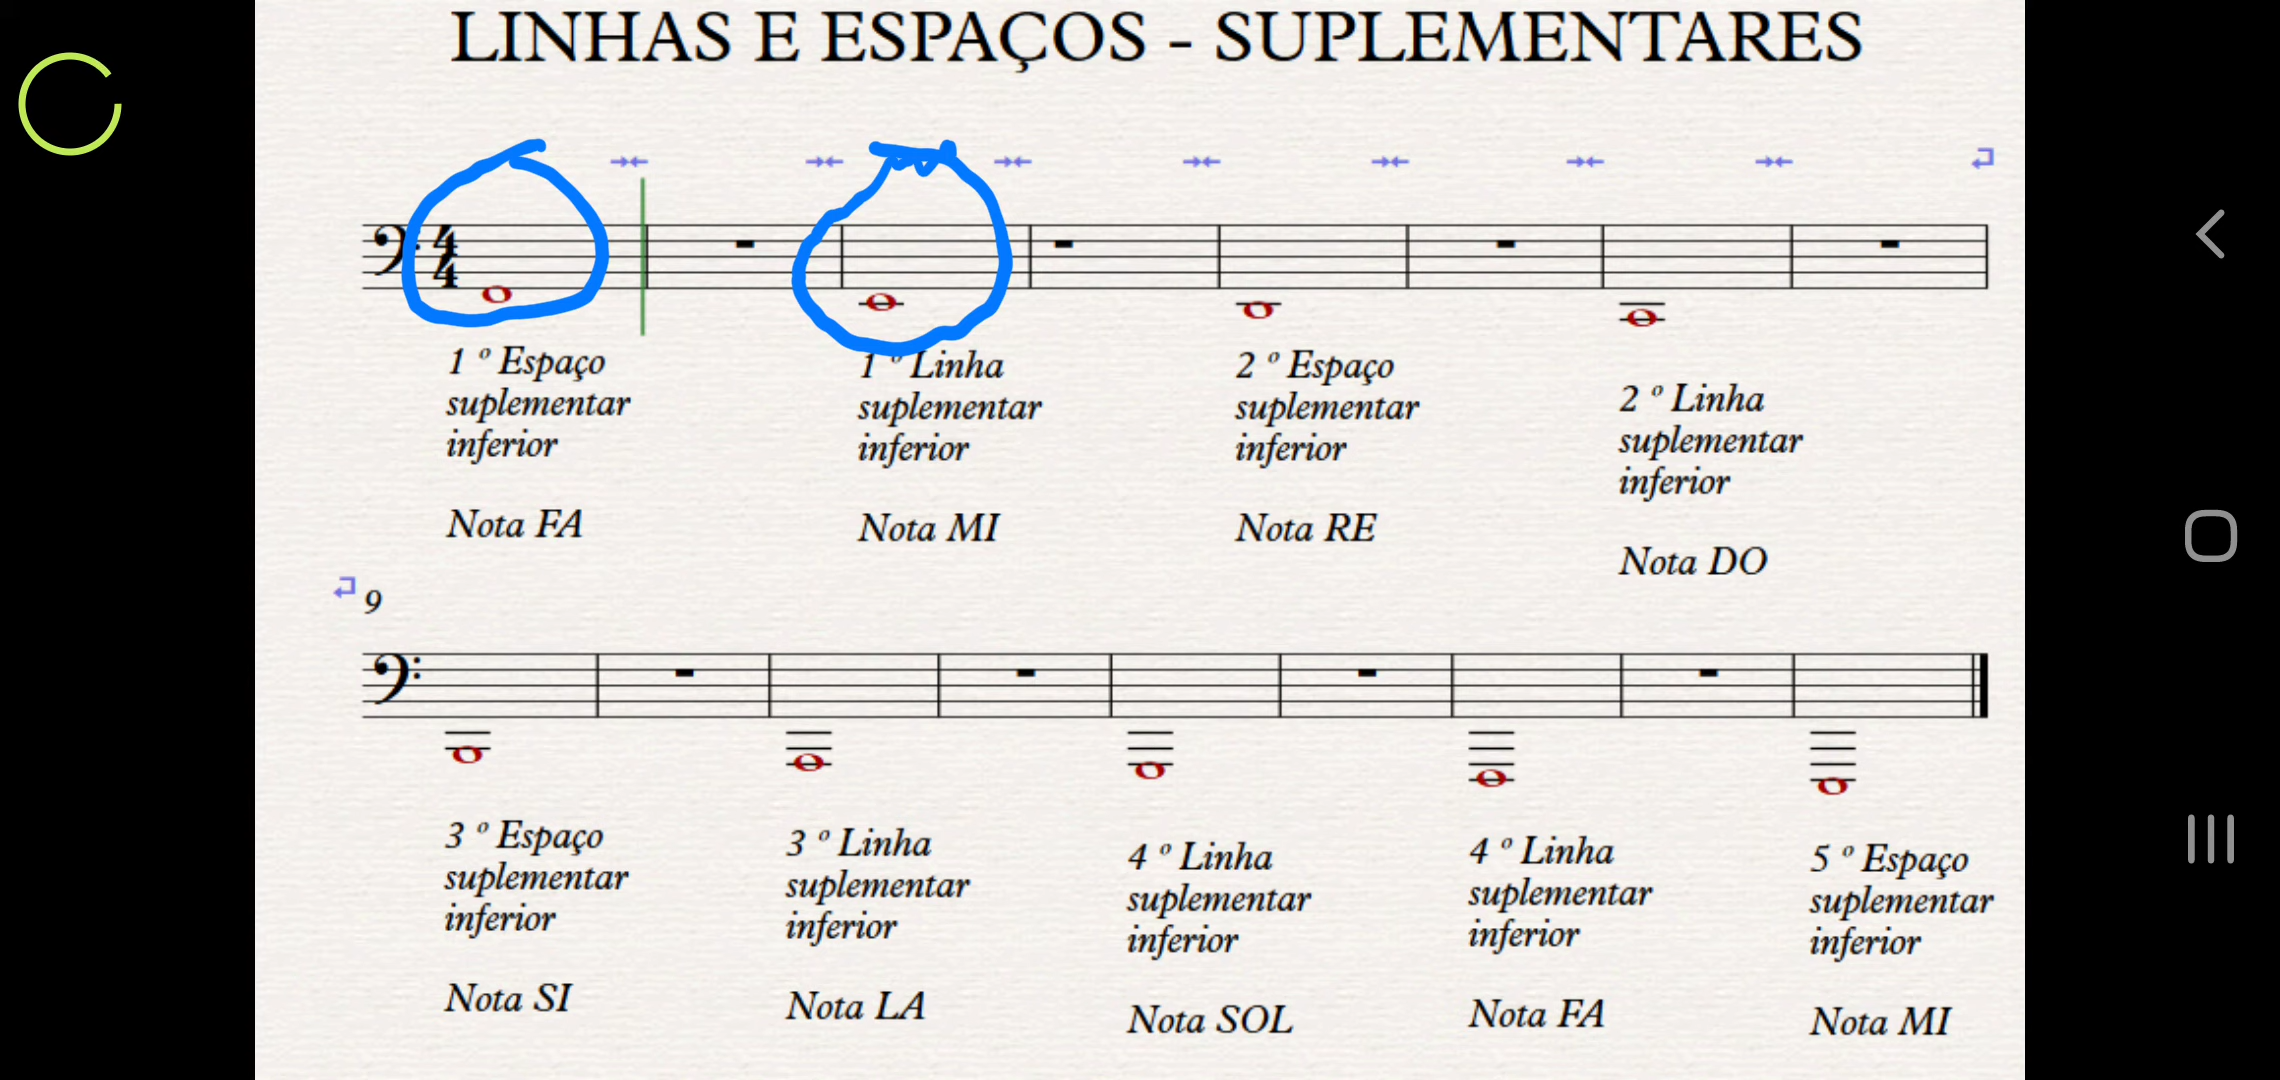 LINHAS E ESPAÇOS - SUPLEMENTARES
4
4
1 º Espaço
suplementar
inferior
Nota FA
1 º Linha
suplementar
inferior
Nota MI
2 º Espaço
suplementar
inferior
Nota RE
2 º Linha
suplementar
inferior
Nota DO
9
3 º Espaço
suplementar
inferior
Nota SI
3 º Linha
suplementar
inferior
Nota LA
4 º Linha
suplementar
inferior
Nota SOL
4 º Linha
suplementar
inferior
Nota FA
5 º Espaço
suplementar
inferior
Nota MI